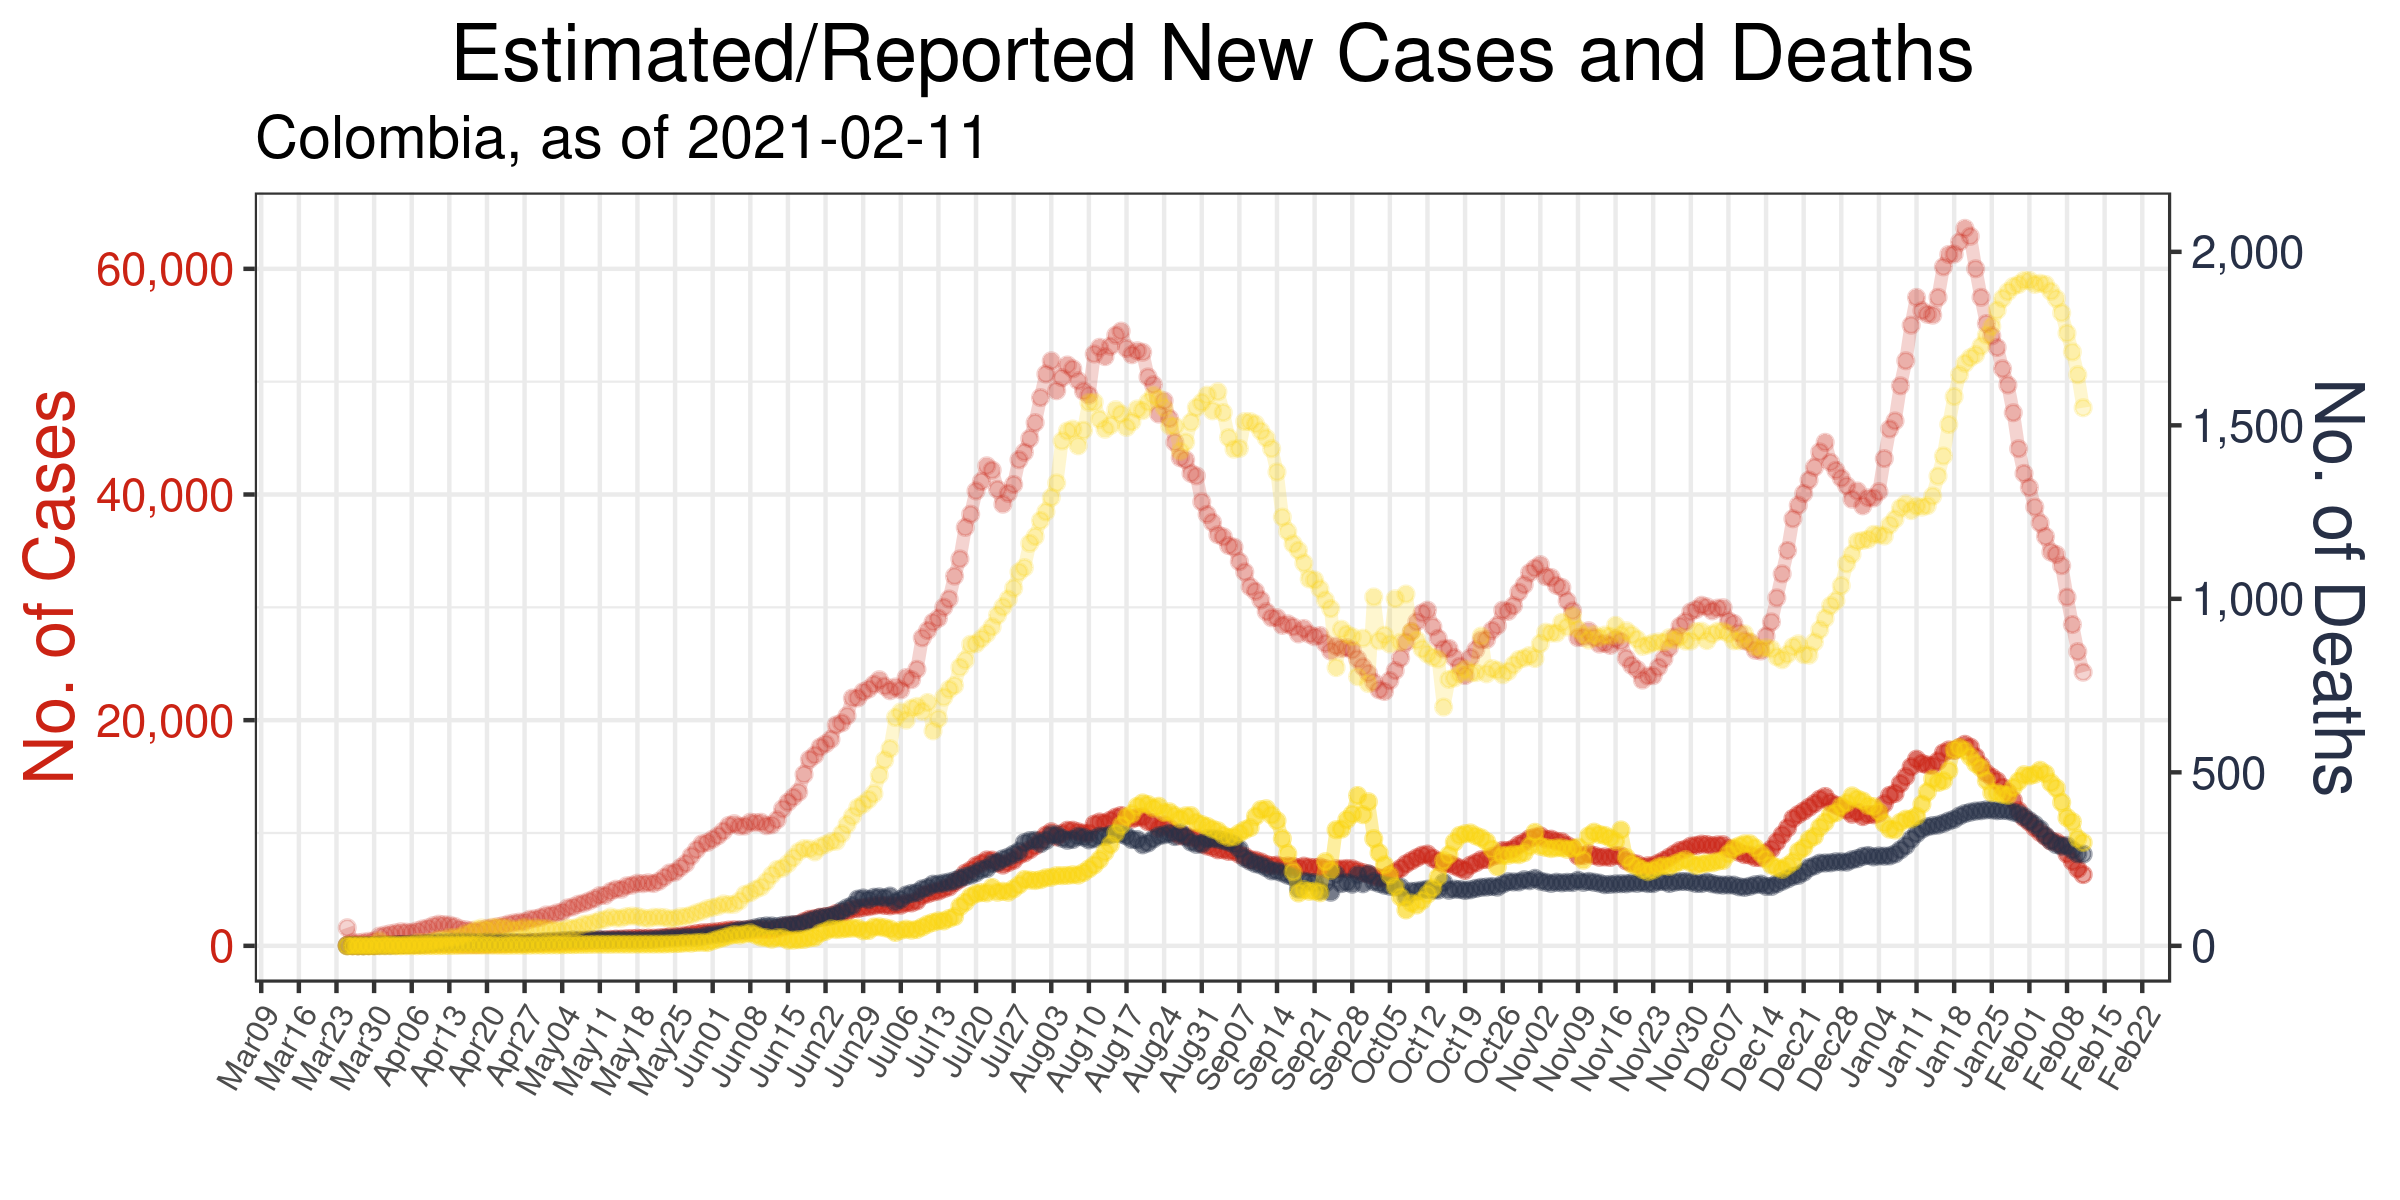 Estimated/Reported New Cases and Deaths
Colombia, as of 2021-02-11
No. of Cases
60,000
40,000
20,000
0
2,000
1,500
1,000
500
0
No. of Deaths
Mar09
Mar16
Mar23
Mar30
Apr06
Apr13
Apr20
Apr27
May04
May11
May18
May25
Jun01
Jun08
Jun15
Jun22
Jun29
Jul06
Jul13
Jul20
Jul27
Aug03
Aug10
Aug17
Aug24
Aug31
Sep07
Sep14
Sep21
Sep28
Oct05
Oct12
Oct19
Oct26
Nov02
Nov09
Nov16
Nov23
Nov30
Dec07
Dec14
Dec21
Dec28
Jan04
Jan11
Jan18
Jan25
Feb01
Feb08
Feb15
Feb22